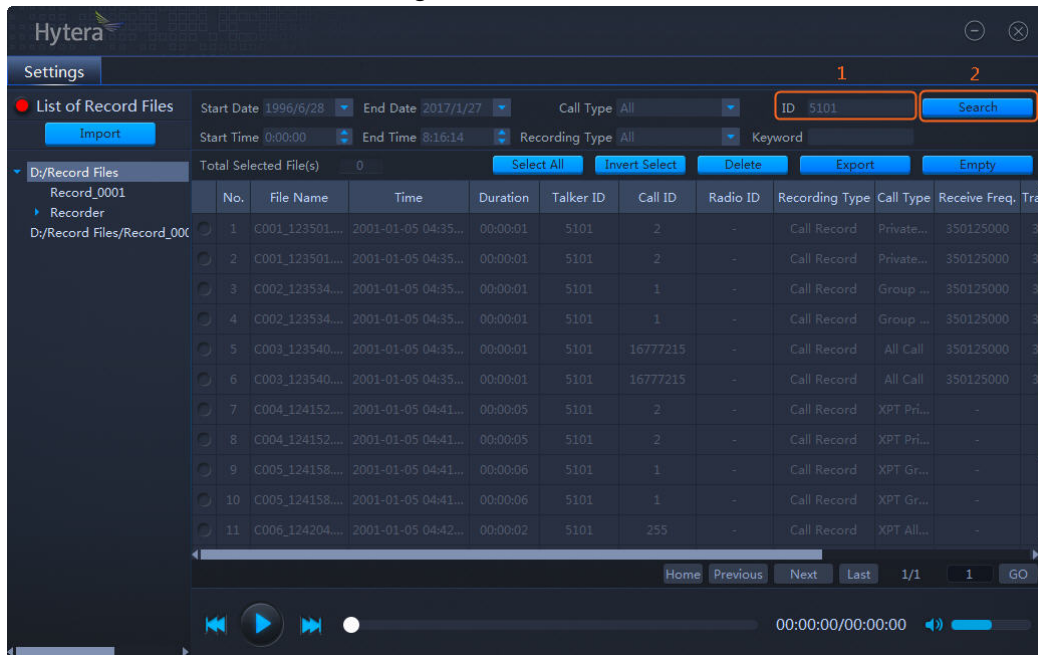 Hytera
Settings
1 2
List of Record Files
Import
Start Date 1996/6/28 End Date 2017/1/27 Call Type All ID 5101 Search
Start Time 0:00:00 End Time 8:16:14 Recording Type All Keyword
Total Selected File(s) 0 Select All Invert Select Delete Export Empty
D:/Record Files
Record_0001
Recorder
D:/Record Files/Record_000
No. File Name Time Duration Talker ID Call ID Radio ID Recording Type Call Type Receive Freq. Tra
1 C001_123501.... 2001-01-05 04:35... 00:00:01 5101 2 - Call Record Private... 350125000 3
2 C001_123501.... 2001-01-05 04:35... 00:00:01 5101 2 - Call Record Private... 350125000 3
3 C002_123534.... 2001-01-05 04:35... 00:00:01 5101 1 - Call Record Group ... 350125000 3
4 C002_123534.... 2001-01-05 04:35... 00:00:01 5101 1 - Call Record Group ... 350125000 3
5 C003_123540.... 2001-01-05 04:35... 00:00:01 5101 16777215 - Call Record All Call 350125000 3
6 C003_123540.... 2001-01-05 04:35... 00:00:01 5101 16777215 - Call Record All Call 350125000 3
7 C004_124152.... 2001-01-05 04:41... 00:00:05 5101 2 - Call Record XPT Pri... -
8 C004_124152.... 2001-01-05 04:41... 00:00:05 5101 2 - Call Record XPT Pri... -
9 C005_124158.... 2001-01-05 04:41... 00:00:06 5101 1 - Call Record XPT Gr... -
10 C005_124158.... 2001-01-05 04:41... 00:00:06 5101 1 - Call Record XPT Gr... -
11 C006_124204.... 2001-01-05 04:42... 00:00:02 5101 255 - Call Record XPT All... -
Home Previous Next Last 1/1 1 GO
00:00:00/00:00:00